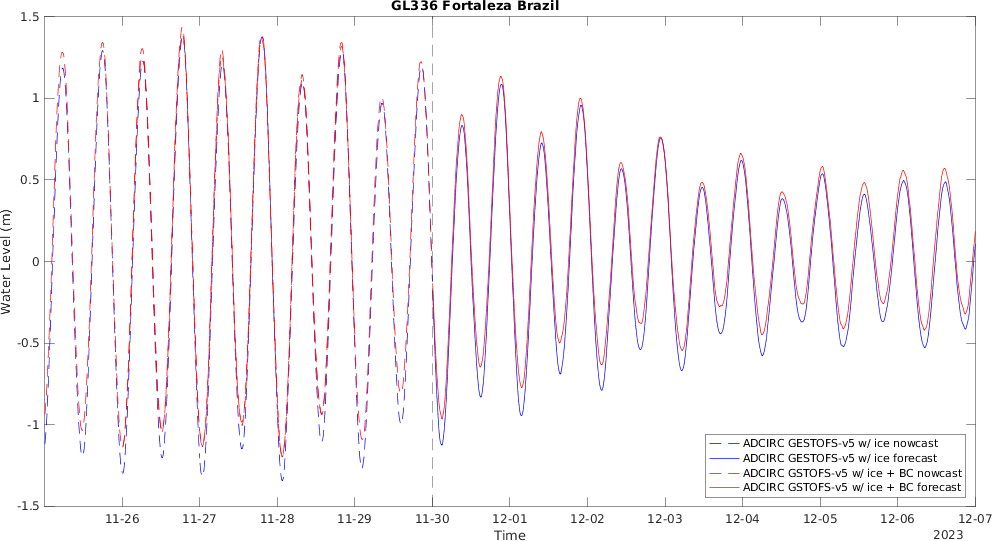 GL336 Fortaleza Brazil
1.5
1
0.5
0
-0.5
-1
-1.5
Water Level (m)
11-26
11-27
11-28
11-29
11-30
12-01
12-02
12-03
12-04
12-05
12-06
12-07
Time
2023
ADCIRC GESTOFS-v5 w/ ice nowcast
ADCIRC GESTOFS-v5 w/ ice forecast
ADCIRC GSTOFS-v5 w/ ice + BC nowcast
ADCIRC GSTOFS-v5 w/ ice + BC forecast